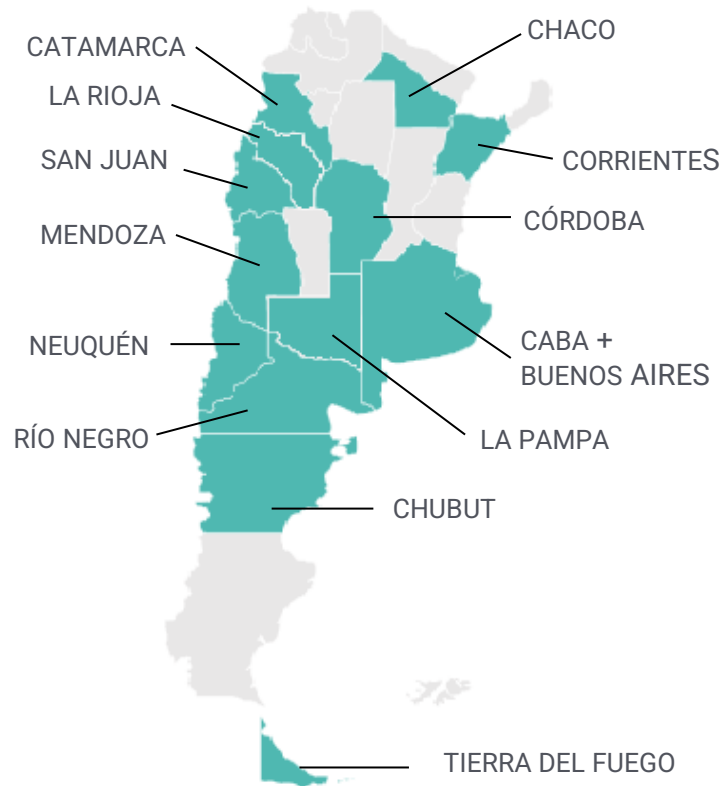 CATAMARCA
CHACO
LA RIOJA
SAN JUAN
CORRIENTES
CÓRDOBA
MENDOZA
NEUQUÉN
CABA +
BUENOS AIRES
RÍO NEGRO
LA PAMPA
CHUBUT
TIERRA DEL FUEGO